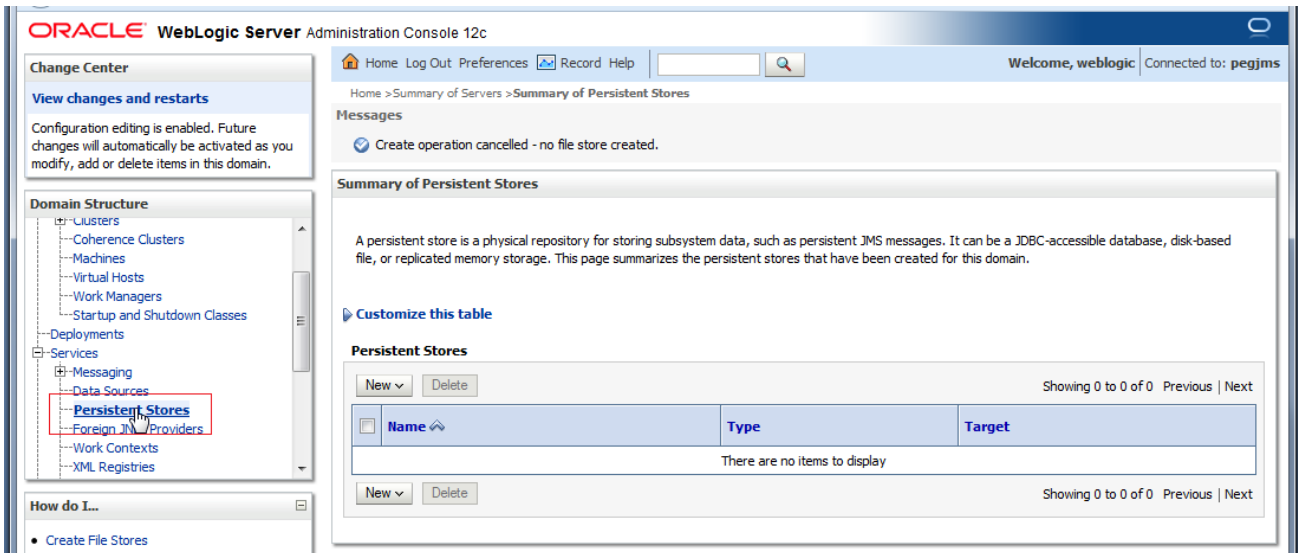 ORACLE WebLogic Server Administration Console 12c
Change Center
View changes and restarts
Configuration editing is enabled. Future
changes will automatically be activated as you
modify, add or delete items in this domain.
Domain Structure
Clusters
Coherence Clusters
Machines
Virtual Hosts
Work Managers
Startup and Shutdown Classes
Deployments
Services
Messaging
Data Sources
Persistent Stores
Foreign JMS Providers
Work Contexts
XML Registries
How do I...
Create File Stores
Home Log Out Preferences Record Help
Welcome, weblogic Connected to: pegjms
Home >Summary of Servers >Summary of Persistent Stores
Messages
Create operation cancelled - no file store created.
Summary of Persistent Stores
A persistent store is a physical repository for storing subsystem data, such as persistent JMS messages. It can be a JDBC-accessible database, disk-based
file, or replicated memory storage. This page summarizes the persistent stores that have been created for this domain.
Customize this table
Persistent Stores
New Delete Showing 0 to 0 of 0 Previous | Next
Name Type Target
There are no items to display
New Delete Showing 0 to 0 of 0 Previous | Next